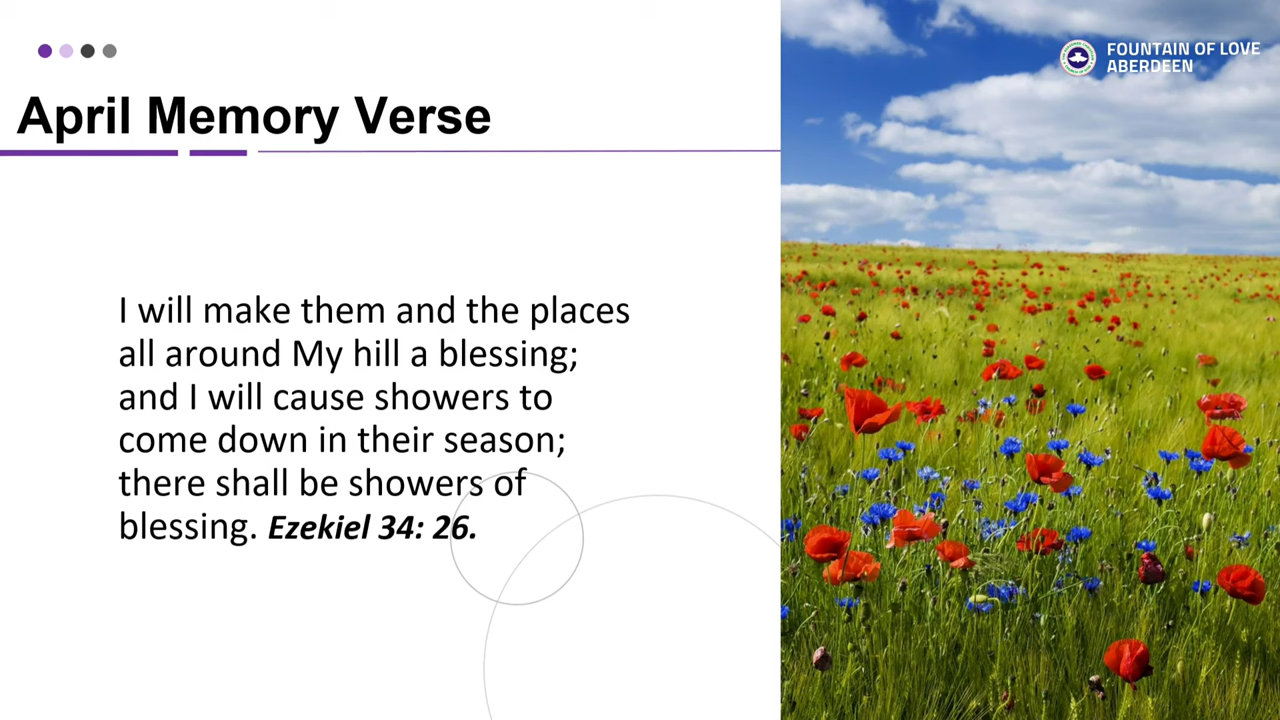 April Memory Verse
I will make them and the places
all around My hill a blessing;
and I will cause showers to
come down in their season;
there shall be showers of
blessing. Ezekiel 34: 26.
FOUNTAIN OF LOVE
ABERDEEN